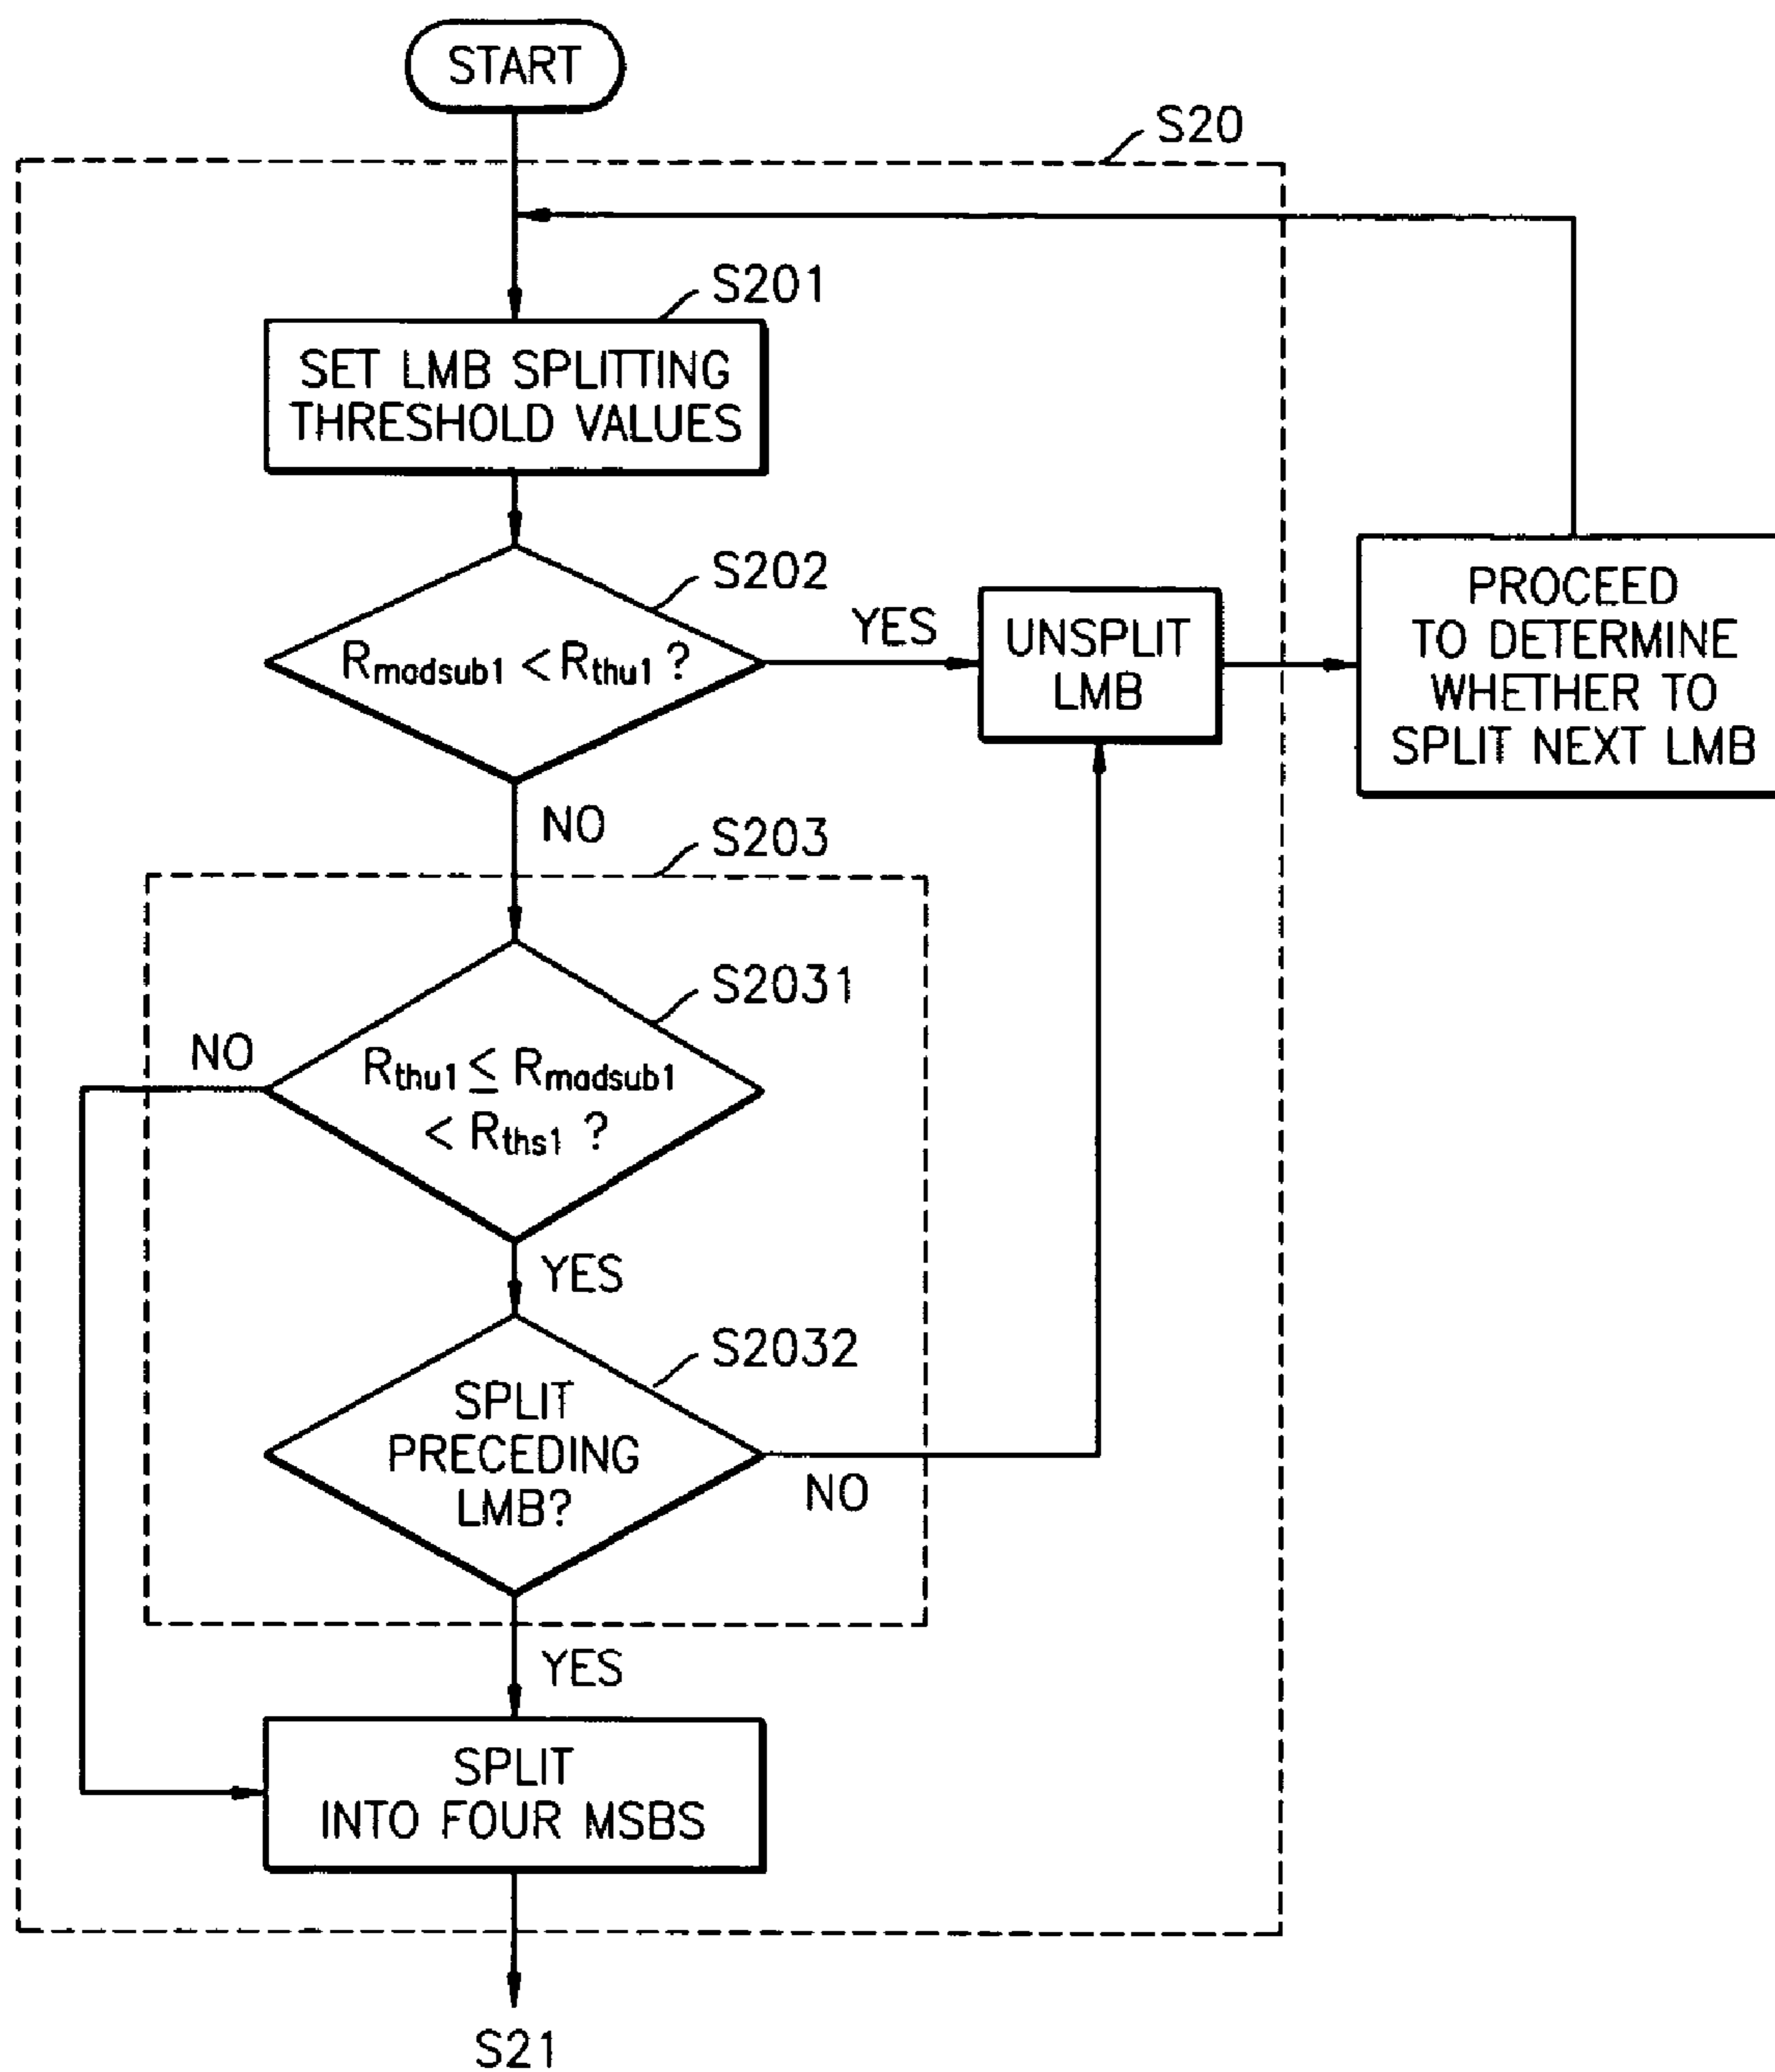 START
S20
S201
SET LMB SPLITTING
THRESHOLD VALUES
S202
Rmadsub1 < Rthu1 ?
YES
UNSPLIT
LMB
PROCEED
TO DETERMINE
WHETHER TO
SPLIT NEXT LMB
NO
S203
S2031
NO
Rthu1 ≤ Rmadsub1
< Rths1 ?
YES
S2032
SPLIT
PRECEDING
LMB?
NO
YES
SPLIT
INTO FOUR MSBS
S21